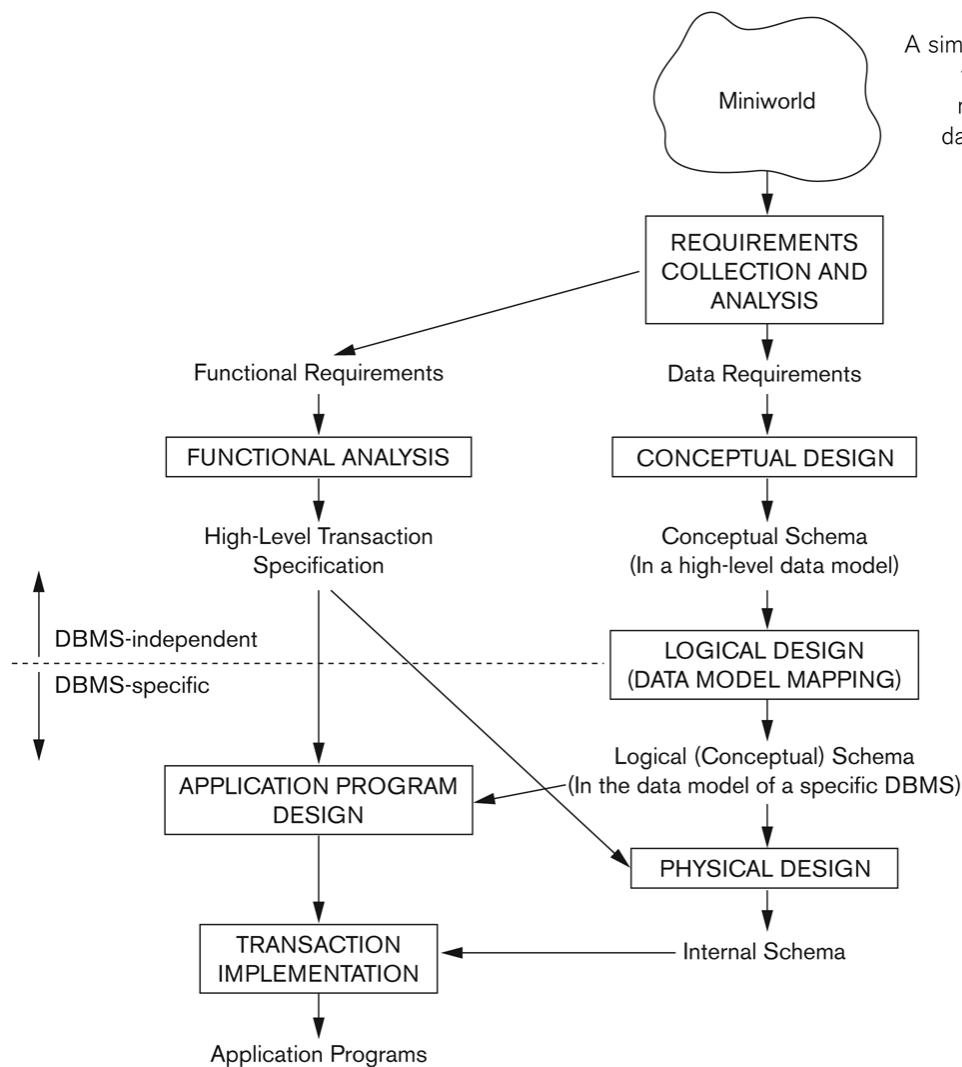 Miniworld
A sim
da
REQUIREMENTS
COLLECTION AND
ANALYSIS
Functional Requirements
Data Requirements
FUNCTIONAL ANALYSIS
CONCEPTUAL DESIGN
High-Level Transaction
Specification
Conceptual Schema
(In a high-level data model)
DBMS-independent
DBMS-specific
LOGICAL DESIGN
(DATA MODEL MAPPING)
Logical (Conceptual) Schema
(In the data model of a specific DBMS)
APPLICATION PROGRAM
DESIGN
PHYSICAL DESIGN
TRANSACTION
IMPLEMENTATION
Internal Schema
Application Programs